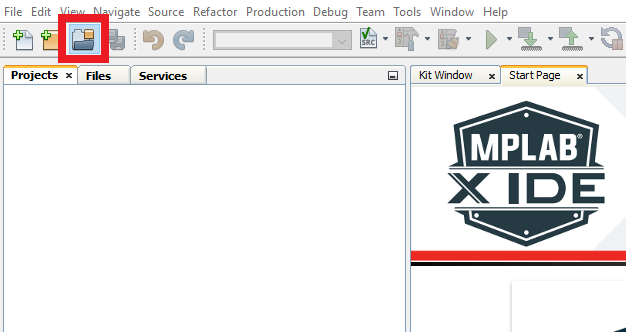 File Edit View Navigate Source Refactor Production Debug Team Tools Window Help
SRC
Projects x Files Services
Kit Window x Start Page x
MPLAB®
X IDE